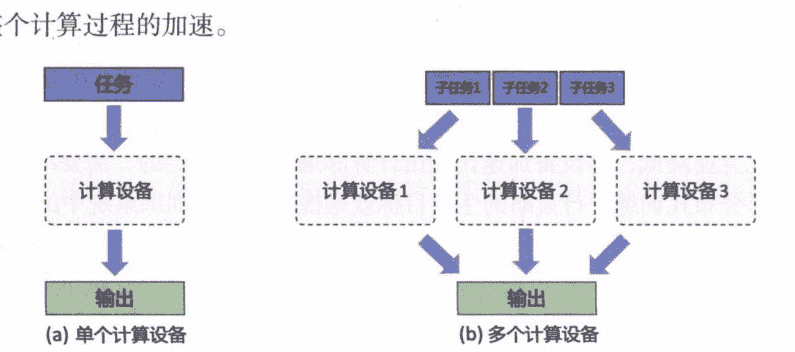 个计算过程的加速。
任务
计算设备
输出
(a) 单个计算设备
子任务1 子任务2 子任务3
计算设备 1 计算设备 2 计算设备 3
输出
(b) 多个计算设备